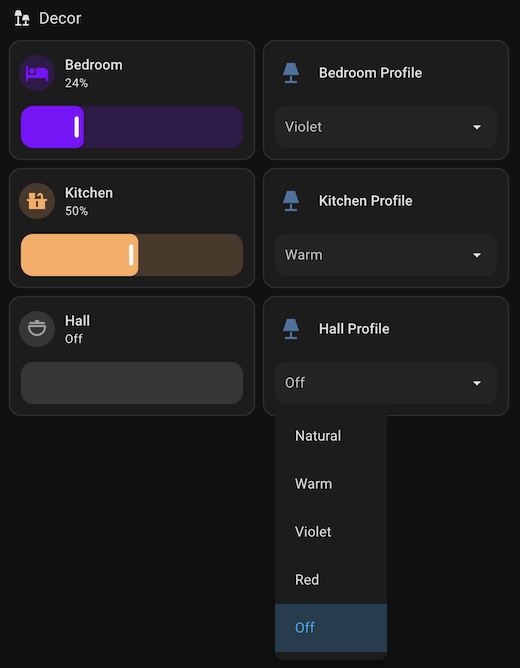 Decor
Bedroom
24%
Bedroom Profile
Violet
Kitchen
50%
Kitchen Profile
Warm
Hall
Off
Hall Profile
Off
Natural
Warm
Violet
Red
Off